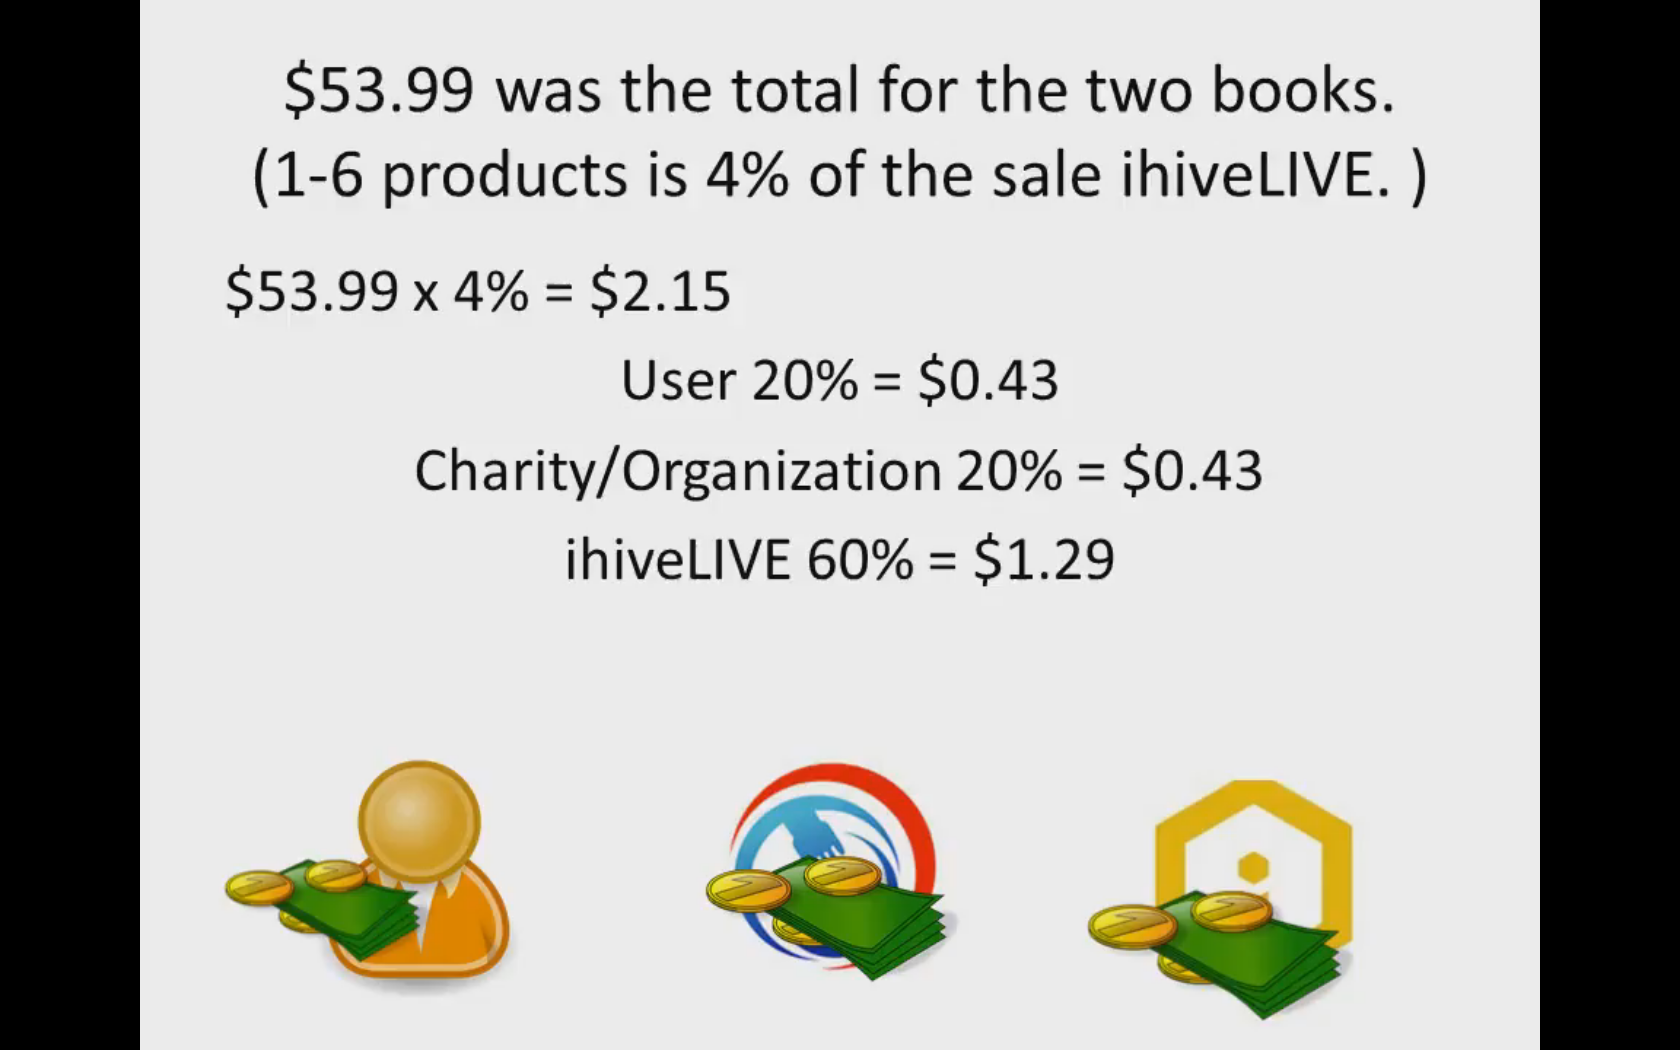 $53.99 was the total for the two books.
(1-6 products is 4% of the sale ihiveLIVE. )
$53.99 x 4% = $2.15
User 20% = $0.43
Charity/Organization 20% = $0.43
ihiveLIVE 60% = $1.29